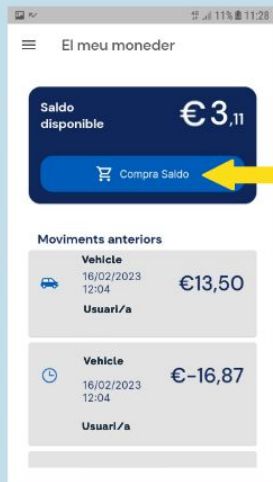 11% 11:28
El meu moneder
Saldo disponible
€3,11
Compra Saldo
Moviments anteriors
Vehicle
16/02/2023
12:04
€13,50
Usuari/a
Vehicle
16/02/2023
12:04
€-16,87
Usuari/a